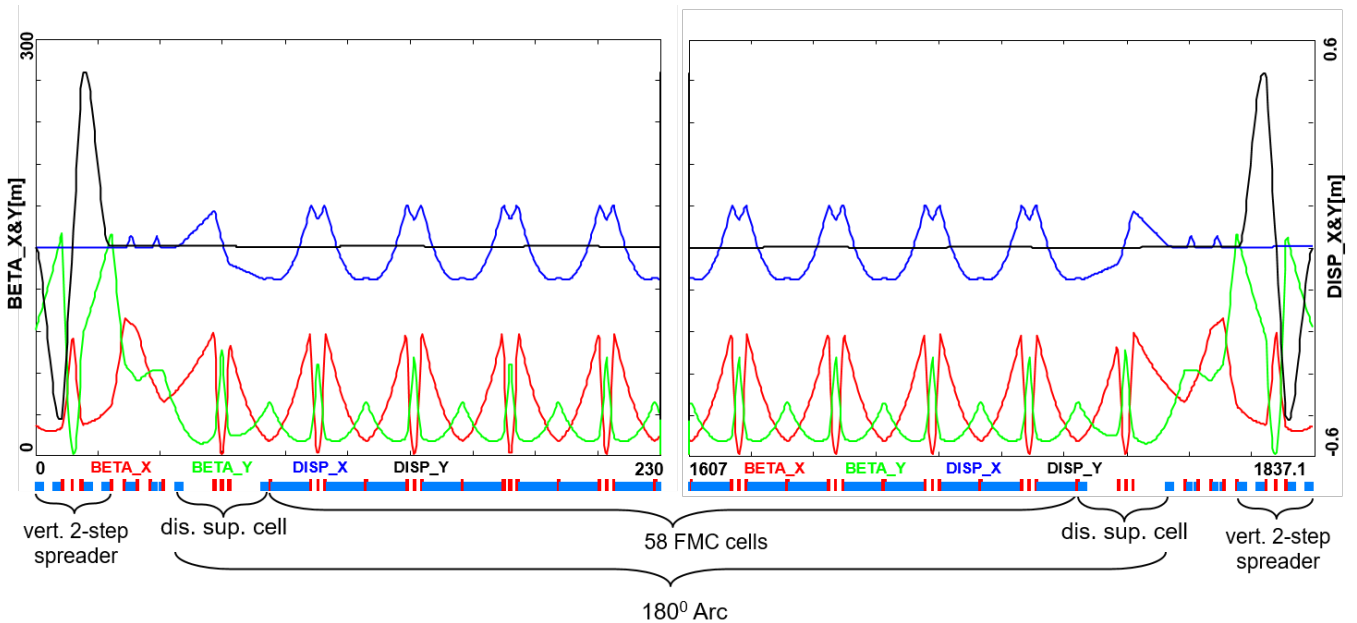 300
BETA_X&Y[m]
0
0 BETA_X BETA_Y DISP_X DISP_Y 230
0.6
DISP_X&Y[m]
-0.6
1607 BETA_X BETA_Y DISP_X DISP_Y 1837.1
vert. 2-step
spreader
dis. sup. cell
58 FMC cells
dis. sup. cell
vert. 2-step
spreader
180⁰ Arc